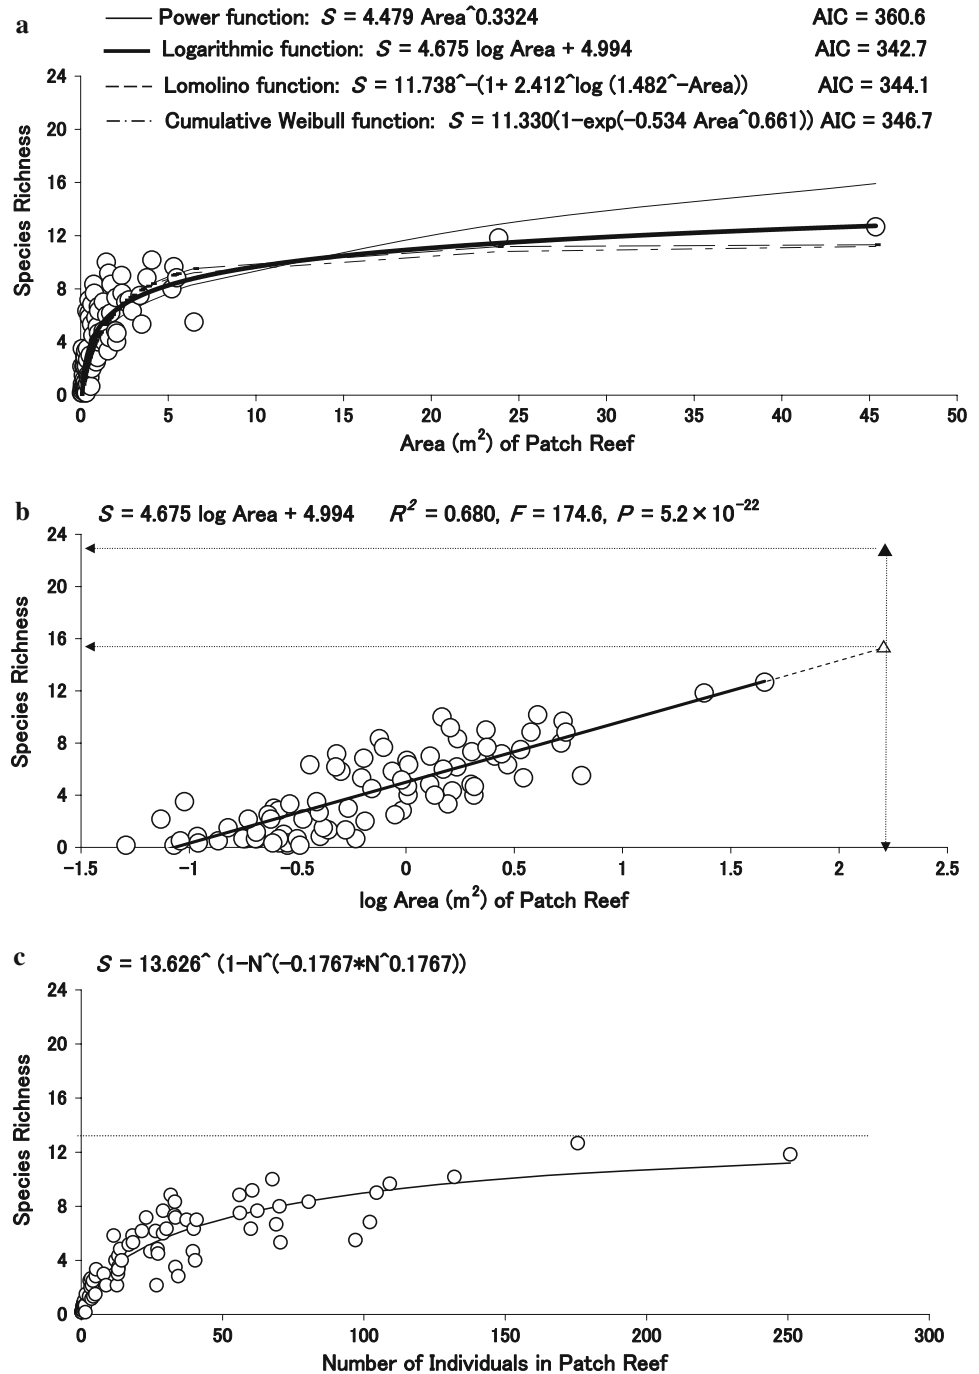 a
Power function: S = 4.479 Area^0.3324 AIC = 360.6
Logarithmic function: S = 4.675 log Area + 4.994 AIC = 342.7
Lomolino function: S = 11.738^-(1+ 2.412^log (1.482^-Area)) AIC = 344.1
Cumulative Weibull function: S = 11.330(1-exp(-0.534 Area^0.661)) AIC = 346.7
24
20
16
12
8
4
0
Species Richness
0 5 10 15 20 25 30 35 40 45 50
Area (m²) of Patch Reef
b
S = 4.675 log Area + 4.994 R² = 0.680, F = 174.6, P = 5.2 × 10⁻²²
24
20
16
12
8
4
0
Species Richness
-1.5 -1 -0.5 0 0.5 1 1.5 2 2.5
log Area (m²) of Patch Reef
c
S = 13.626^ (1-N^(-0.1767*N^0.1767))
24
20
16
12
8
4
0
Species Richness
0 50 100 150 200 250 300
Number of Individuals in Patch Reef